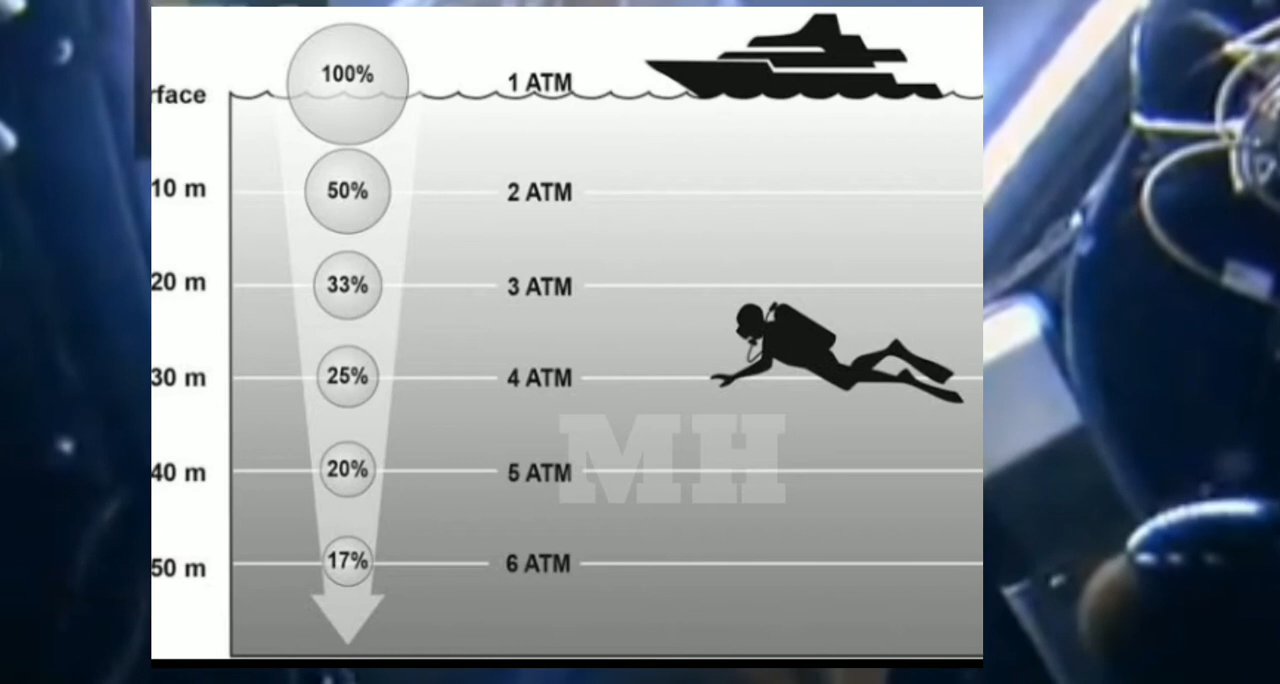 100%
1 ATM
rface
10 m
50%
2 ATM
20 m
33%
3 ATM
30 m
25%
4 ATM
MH
40 m
20%
5 ATM
50 m
17%
6 ATM